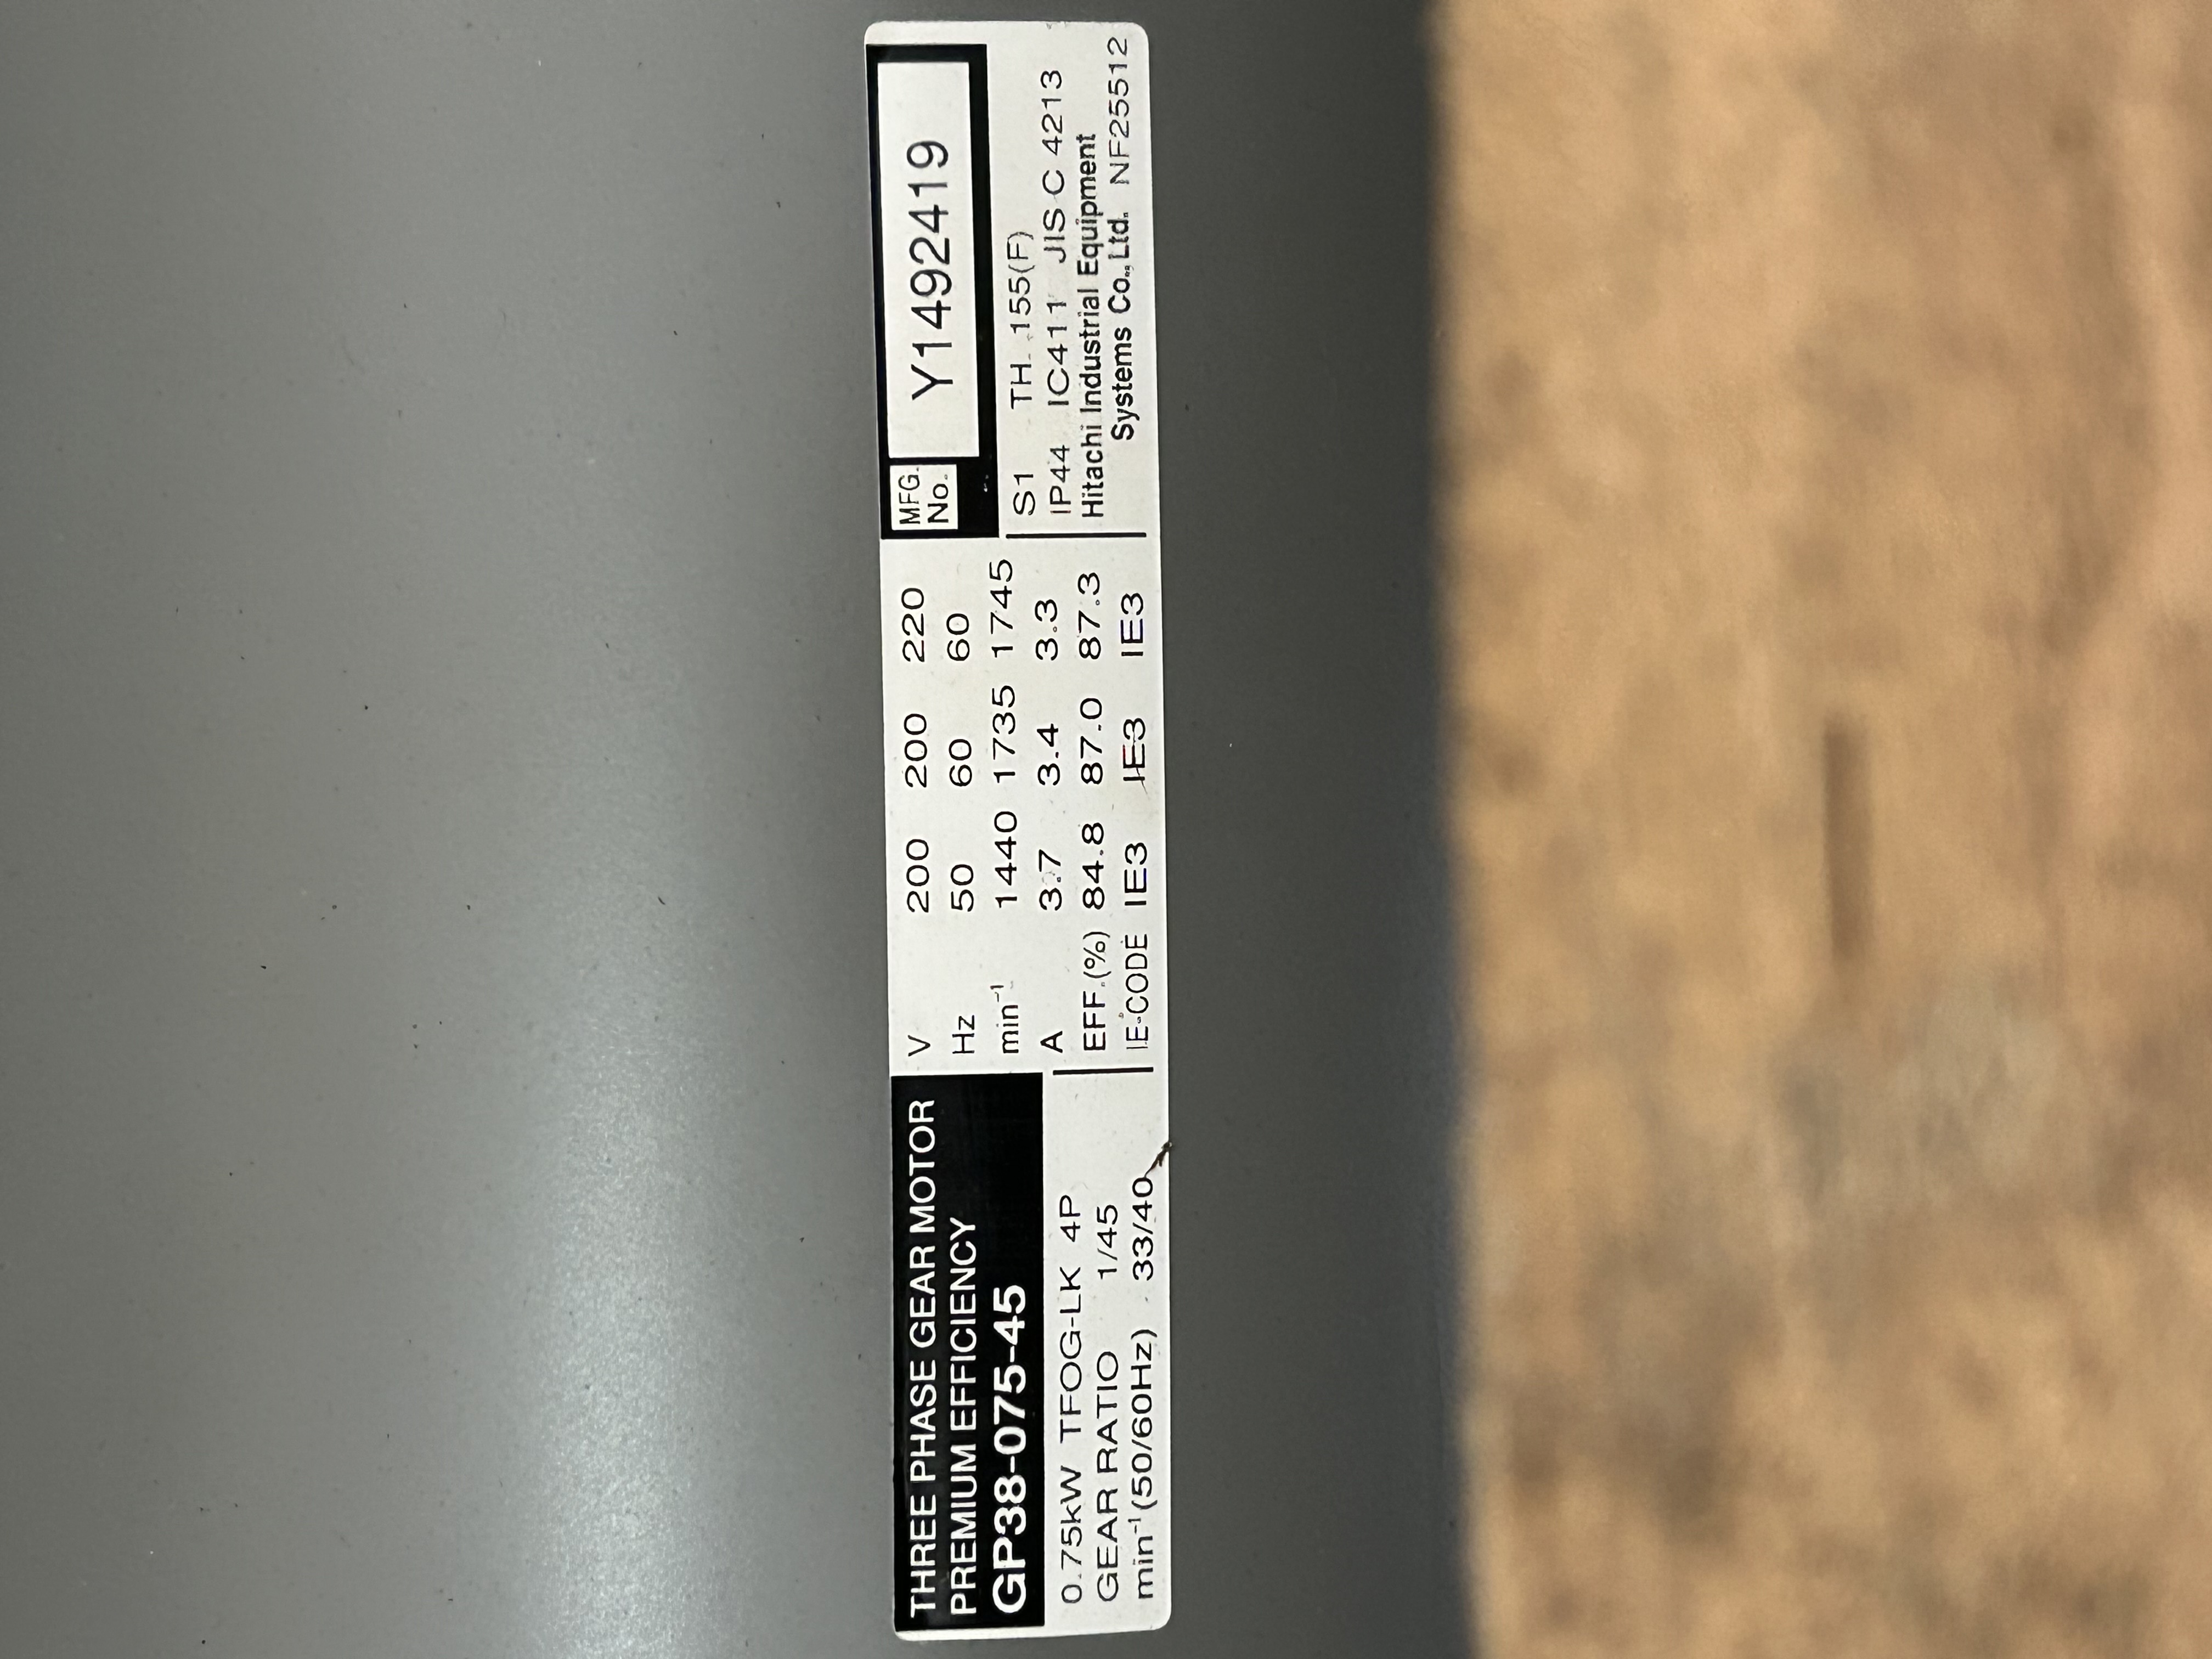 THREE PHASE GEAR MOTOR
PREMIUM EFFICIENCY
GP38-075-45
0.75kW TFOG-LK 4P
GEAR RATIO 1/45
min⁻¹(50/60Hz) 33/40
V 200 200 220
Hz 50 60 60
min⁻¹ 1440 1735 1745
A 3.7 3.4 3.3
EFF.(%) 84.8 87.0 87.3
IE-CODE IE3 IE3 IE3
MFG.
No.
Y1492419
S1 TH. 155(F)
IP44 IC411 JIS C 4213
Hitachi Industrial Equipment
Systems Co.,Ltd. NF25512